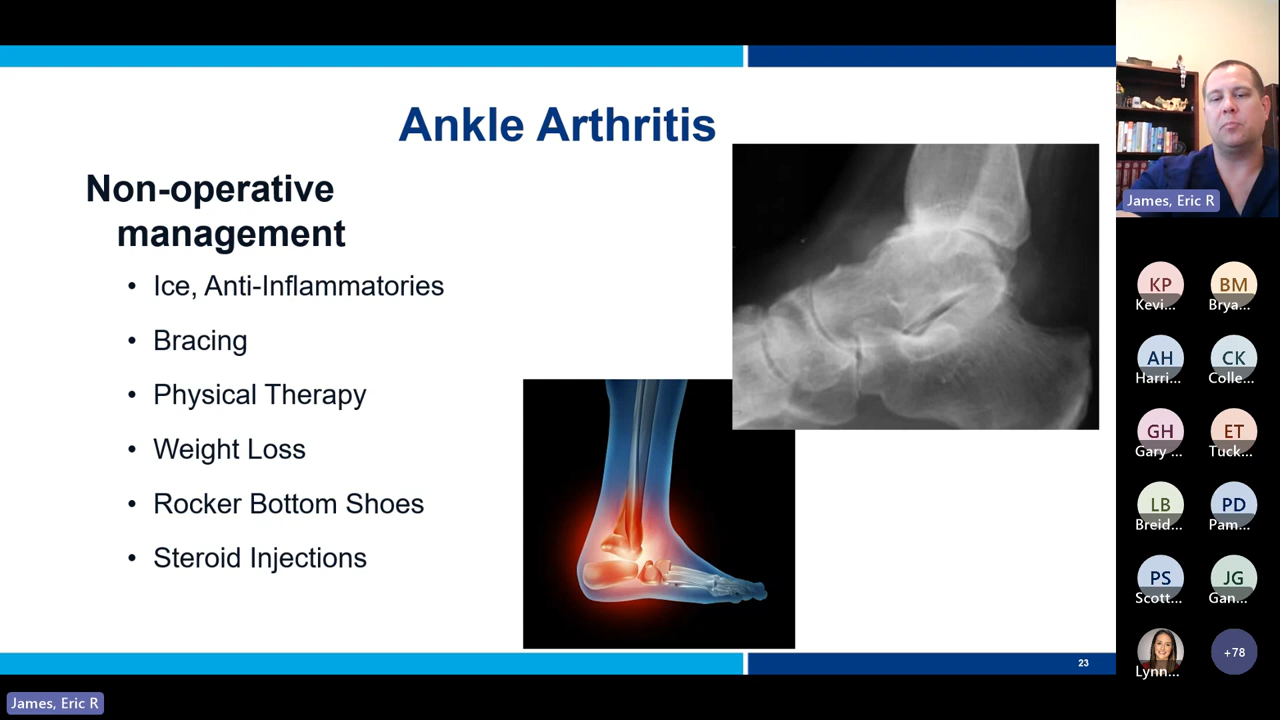 Ankle Arthritis
Non-operative
management
• Ice, Anti-Inflammatories
• Bracing
• Physical Therapy
• Weight Loss
• Rocker Bottom Shoes
• Steroid Injections
23
James, Eric R
James, Eric R
KP
Kevi...
BM
Brya...
AH
Harri...
CK
Colle...
GH
Gary ...
ET
Tuck...
LB
Breid...
PD
Pam...
PS
Scott...
JG
Gan...
Lynn...
+78